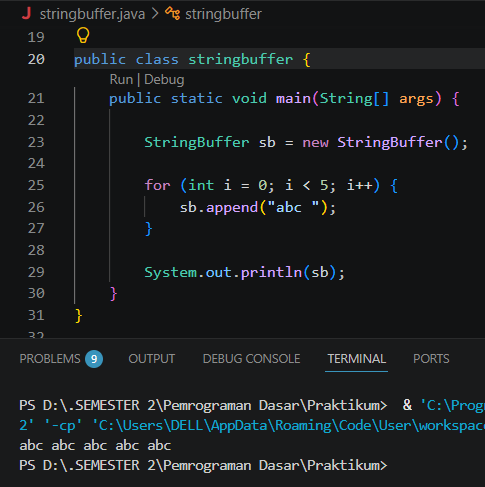 J stringbuffer.java > stringbuffer
19
20 public class stringbuffer {
Run | Debug
21 public static void main(String[] args) {
22
23 StringBuffer sb = new StringBuffer();
24
25 for (int i = 0; i < 5; i++) {
26 sb.append("abc ");
27 }
28
29 System.out.println(sb);
30 }
31 }
32
PROBLEMS 9 OUTPUT DEBUG CONSOLE TERMINAL PORTS
PS D:\.SEMESTER 2\Pemrograman Dasar\Praktikum> & 'C:\Prog
2' '-cp' 'C:\Users\DELL\AppData\Roaming\Code\User\workspac
abc abc abc abc abc
PS D:\.SEMESTER 2\Pemrograman Dasar\Praktikum>